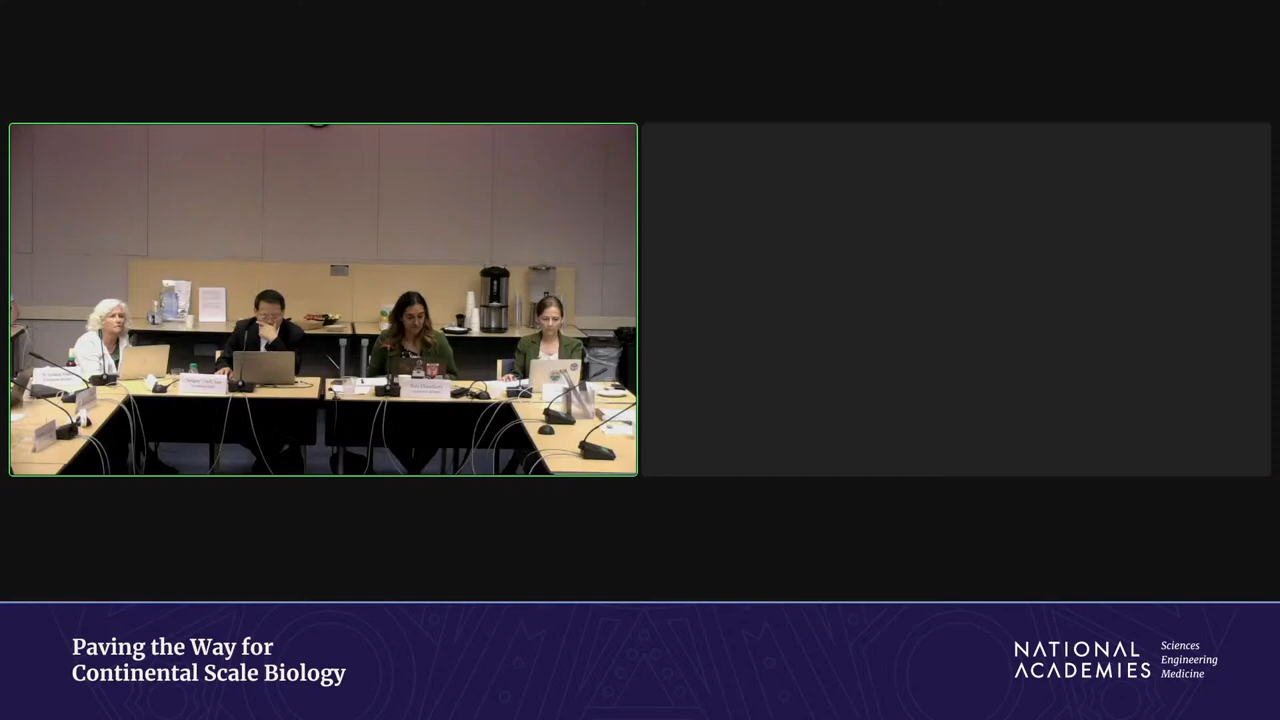 Paving the Way for
Continental Scale Biology
NATIONAL
ACADEMIES
Sciences
Engineering
Medicine